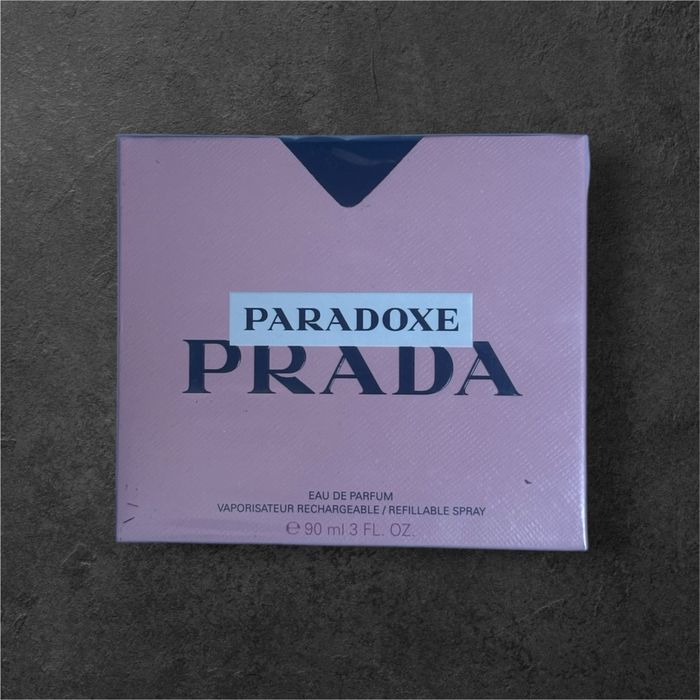 PARADOXE
PRADA
EAU DE PARFUM
VAPORISATEUR RECHARGEABLE / REFILLABLE SPRAY
℮ 90 ml 3 FL. OZ.